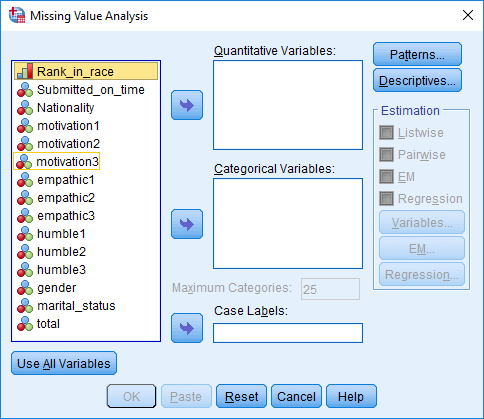 Missing Value Analysis
Rank_in_race
Submitted_on_time
Nationality
motivation1
motivation2
motivation3
empathic1
empathic2
empathic3
humble1
humble2
humble3
gender
marital_status
total
Use All Variables
Quantitative Variables:
Categorical Variables:
Maximum Categories: 25
Case Labels:
Patterns...
Descriptives...
Estimation
Listwise
Pairwise
EM
Regression
Variables...
EM...
Regression...
OK Paste Reset Cancel Help